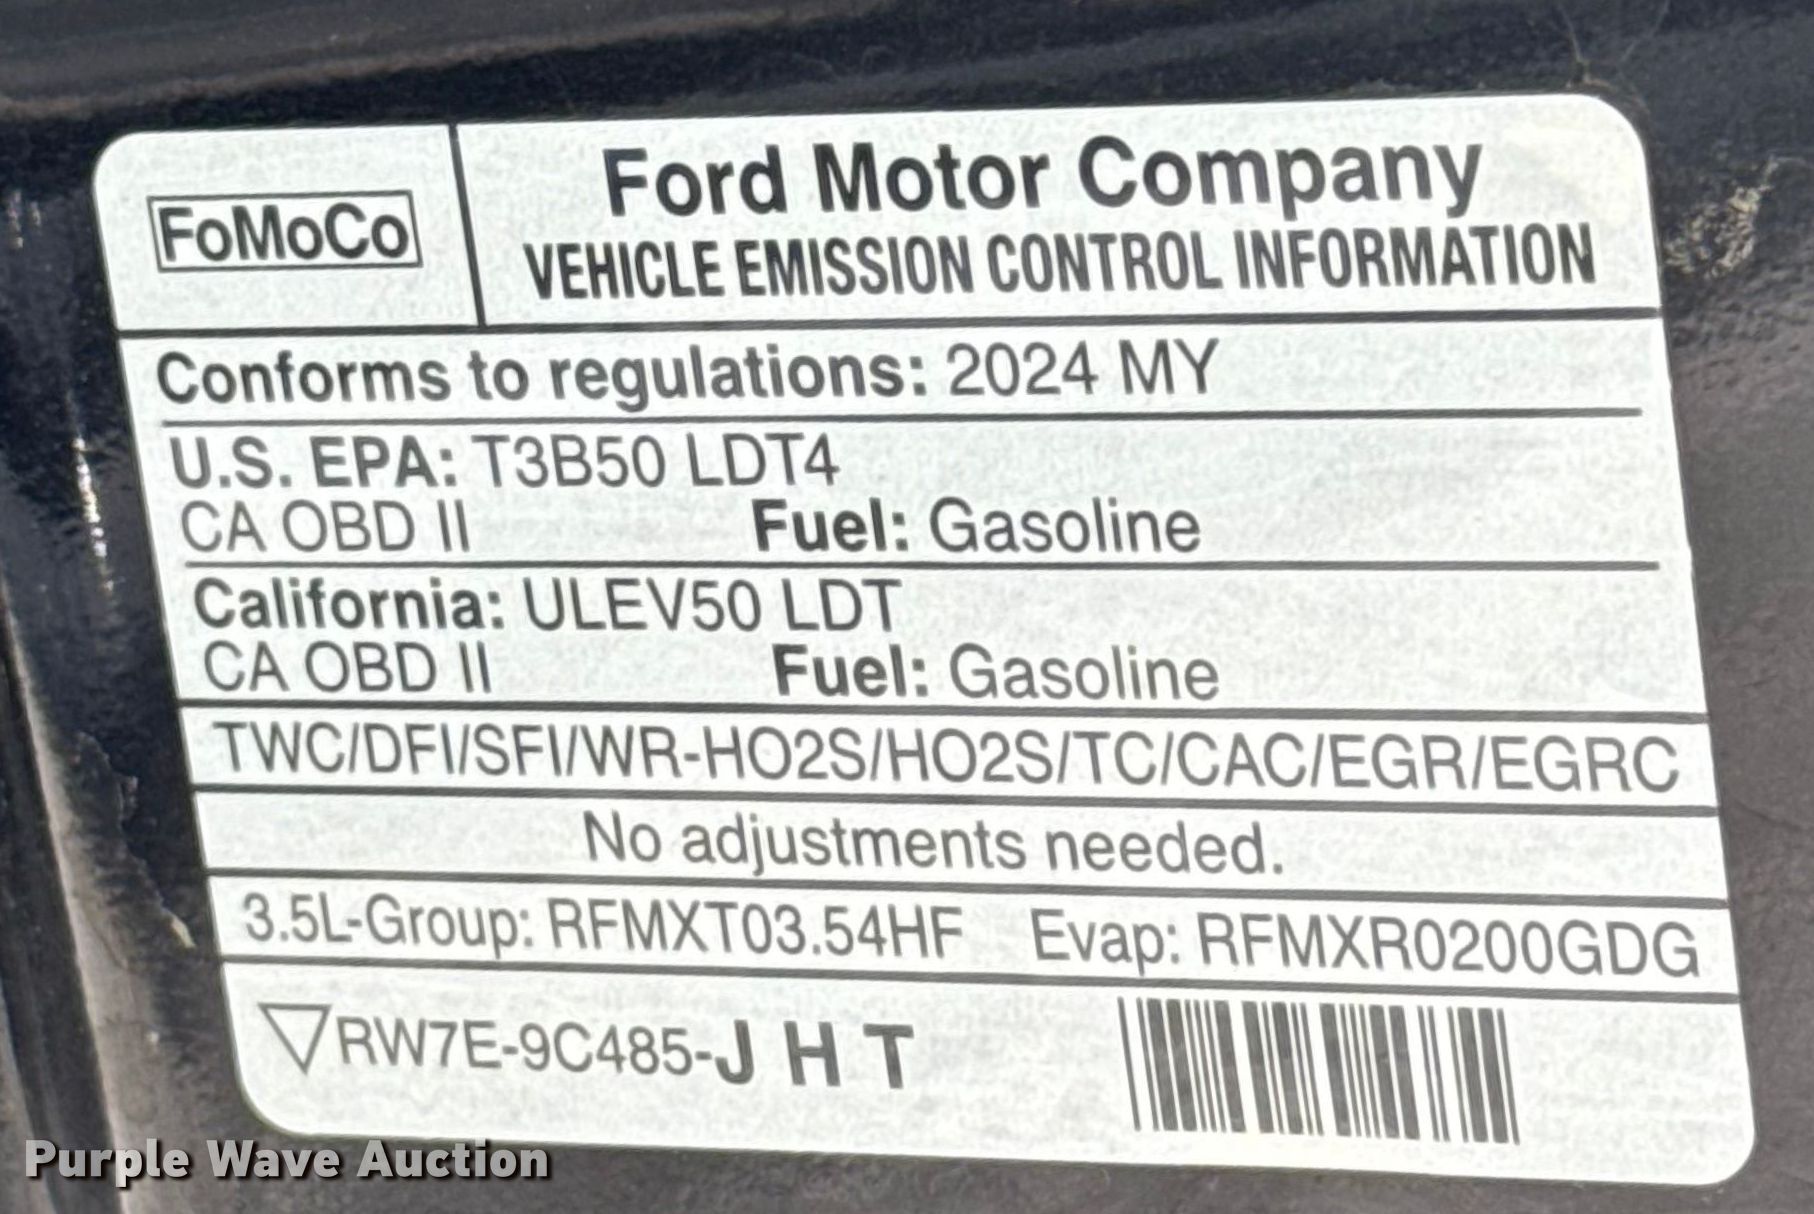 FoMoCo
Ford Motor Company
VEHICLE EMISSION CONTROL INFORMATION
Conforms to regulations: 2024 MY
U.S. EPA: T3B50 LDT4
CA OBD II Fuel: Gasoline
California: ULEV50 LDT
CA OBD II Fuel: Gasoline
TWC/DFI/SFI/WR-HO2S/HO2S/TC/CAC/EGR/EGRC
No adjustments needed.
3.5L-Group: RFMXT03.54HF Evap: RFMXR0200GDG
RW7E-9C485-J H T
Purple Wave Auction